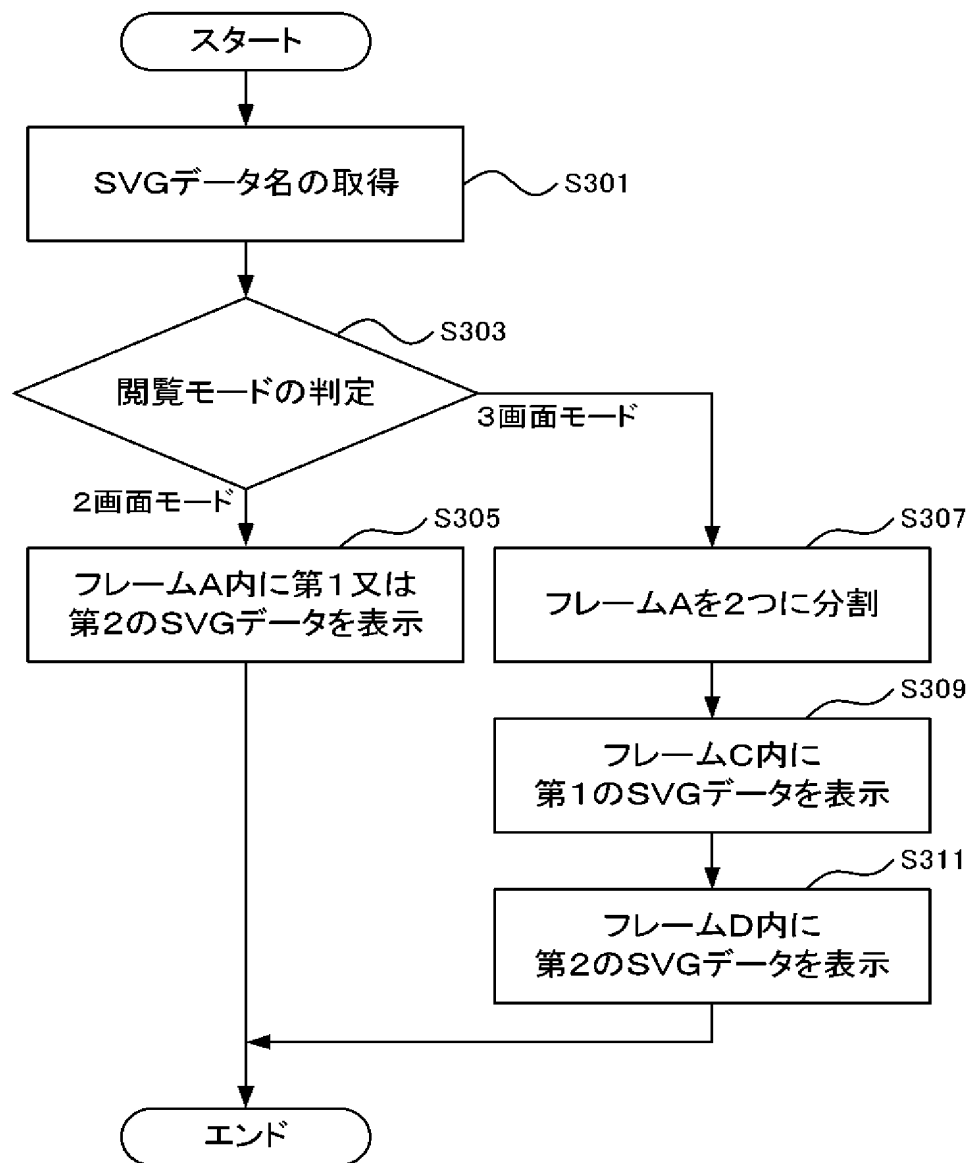 スタート
SVGデータ名の取得
S301
S303
閲覧モードの判定
3画面モード
2画面モード
S305
フレームA内に第1又は
第2のSVGデータを表示
S307
フレームAを2つに分割
S309
フレームC内に
第1のSVGデータを表示
S311
フレームD内に
第2のSVGデータを表示
エンド